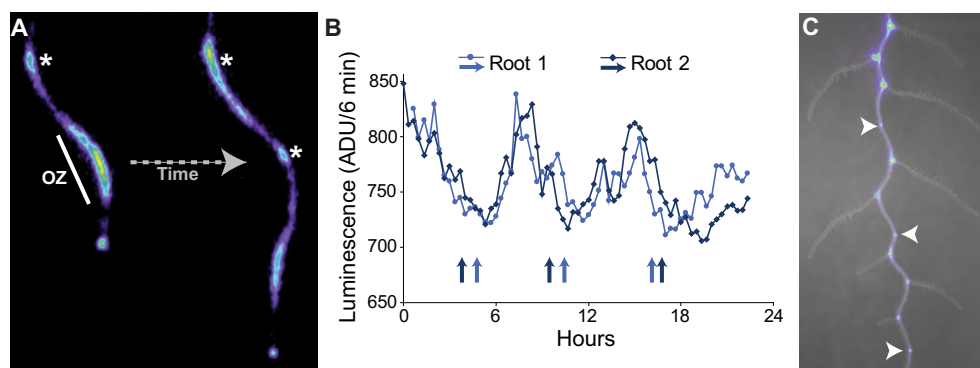 A
*
*
*
OZ
Time
B
Root 1
Root 2
Luminescence (ADU/6 min)
850
800
750
700
650
0 6 12 18 24
Hours
C